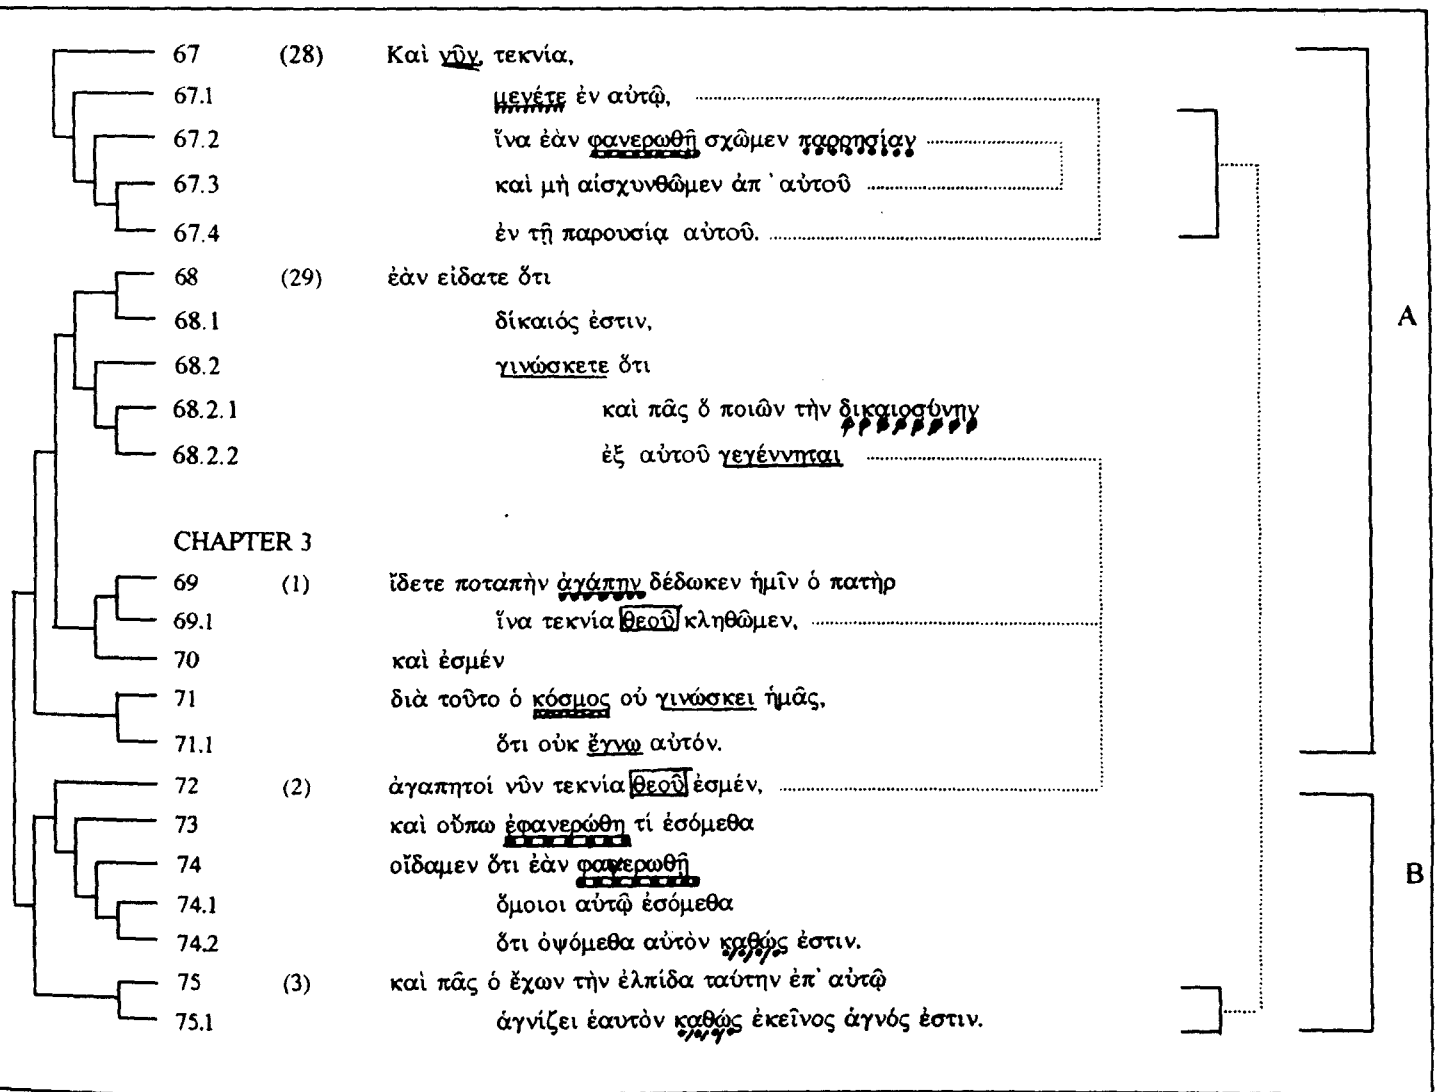 67 (28) Καὶ νῦν, τεκνία,
67.1 μενέτε ἐν αὐτῷ,
67.2 ἵνα ἐὰν φανερωθῇ σχῶμεν παρρησίαν
67.3 καὶ μὴ αἰσχυνθῶμεν ἀπ ᾽ αὐτοῦ
67.4 ἐν τῇ παρουσίᾳ αὐτοῦ.
68 (29) ἐὰν εἰδατε ὅτι
68.1 δίκαιός ἐστιν,
68.2 γινώσκετε ὅτι
68.2.1 καὶ πᾶς ὅ ποιῶν τὴν δικαιοσύνην
68.2.2 ἐξ αὐτοῦ γεγέννηται
CHAPTER 3
69 (1) ἴδετε ποταπὴν ἀγάπην δέδωκεν ἡμῖν ὁ πατὴρ
69.1 ἵνα τεκνία θεοῦ κληθῶμεν,
70 καὶ ἐσμέν
71 διὰ τοῦτο ὁ κόσμος οὐ γινώσκει ἡμᾶς,
71.1 ὅτι οὐκ ἔγνω αὐτόν.
A
72 (2) ἀγαπητοί νῦν τεκνία θεοῦ ἐσμέν,
73 καὶ οὔπω ἐφανερώθη τί ἐσόμεθα
74 οἴδαμεν ὅτι ἐὰν φανερωθῇ
74.1 ὅμοιοι αὐτῷ ἐσόμεθα
74.2 ὅτι ὀψόμεθα αὐτὸν καθώς ἐστιν.
75 (3) καὶ πᾶς ὁ ἔχων τὴν ἐλπίδα ταύτην ἐπ᾽ αὐτῷ
75.1 ἁγνίζει ἑαυτὸν καθὼς ἐκεῖνος ἁγνός ἐστιν.
B